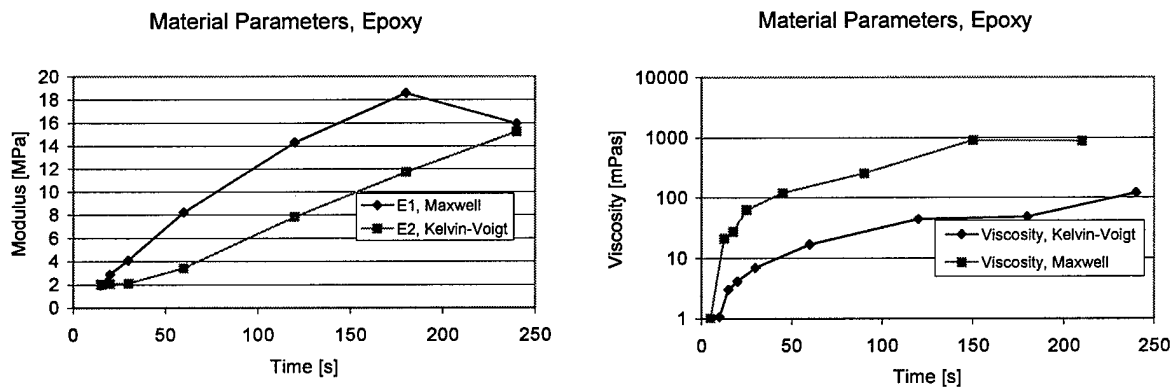 Material Parameters, Epoxy
Modulus [MPa]
20
18
16
14
12
10
8
6
4
2
0
E1, Maxwell
E2, Kelvin-Voigt
0 50 100 150 200 250
Time [s]
Material Parameters, Epoxy
Viscosity [mPas]
10000
1000
100
10
1
Viscosity, Kelvin-Voigt
Viscosity, Maxwell
0 50 100 150 200 250
Time [s]